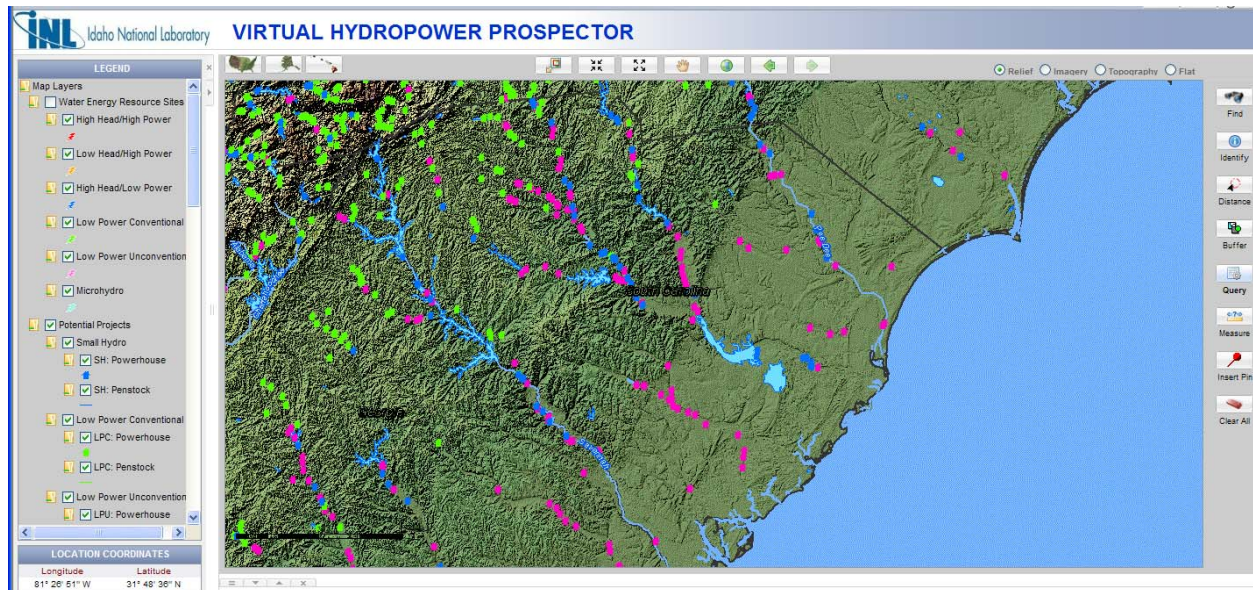 INL Idaho National Laboratory
VIRTUAL HYDROPOWER PROSPECTOR
LEGEND
Map Layers
Water Energy Resource Sites
High Head/High Power
Low Head/High Power
High Head/Low Power
Low Power Conventional
Low Power Unconvention
Microhydro
Potential Projects
Small Hydro
SH: Powerhouse
SH: Penstock
Low Power Conventional
LPC: Powerhouse
LPC: Penstock
Low Power Unconvention
LPU: Powerhouse
LOCATION COORDINATES
Longitude Latitude
81° 26' 51" W 31° 48' 36" N
Relief Imagery Topography Flat
South Carolina
Georgia
Savannah
Find
Identify
Distance
Buffer
Query
Measure
Insert Pin
Clear All